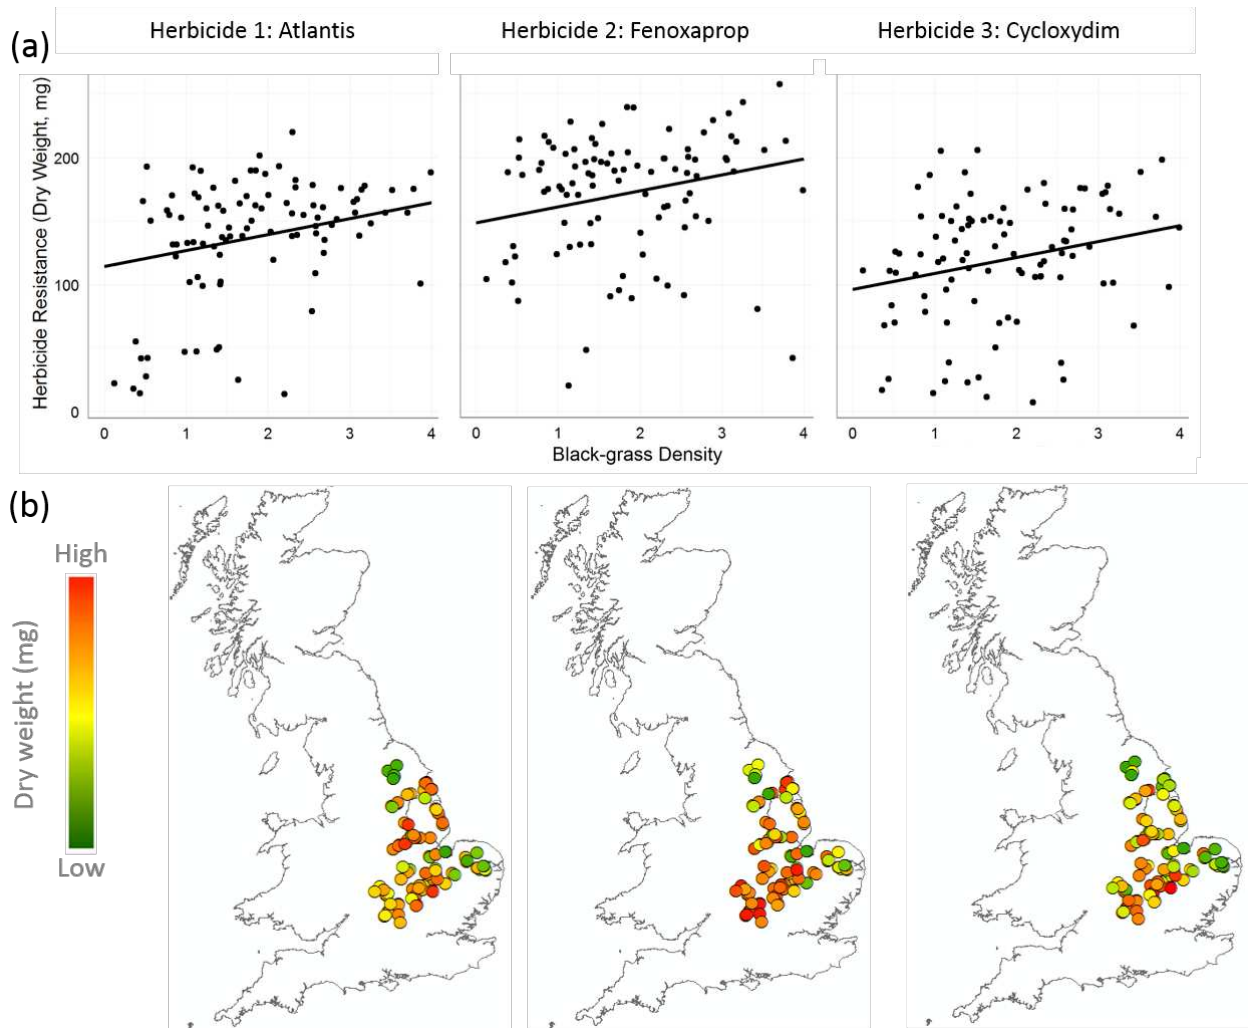 (a)
Herbicide 1: Atlantis
Herbicide 2: Fenoxaprop
Herbicide 3: Cycloxydim
Herbicide Resistance (Dry Weight, mg)
200
100
0
0 1 2 3 4
0 1 2 3 4
0 1 2 3 4
Black-grass Density
(b)
High
Dry weight (mg)
Low